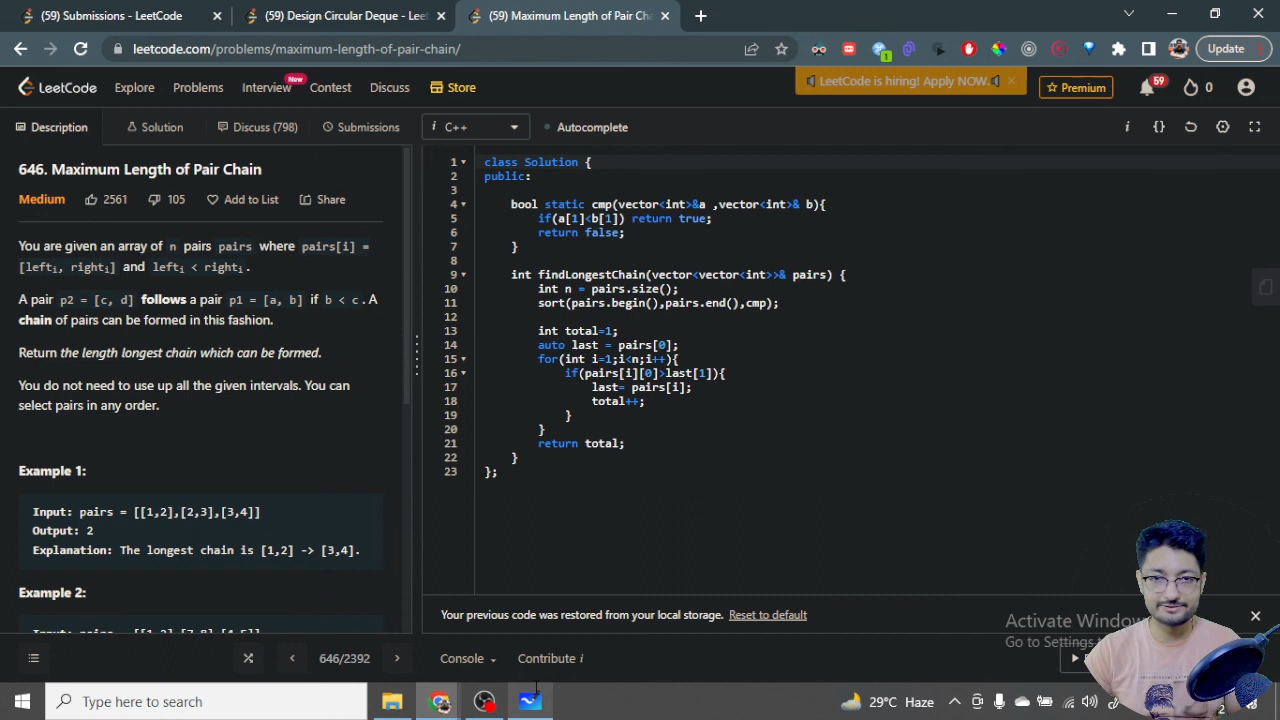 (59) Submissions - LeetCode
(59) Design Circular Deque - Leet
(59) Maximum Length of Pair Cha
leetcode.com/problems/maximum-length-of-pair-chain/
1
Update
LeetCode
Explore
Problems
Interview
New
Contest
Discuss
Store
LeetCode is hiring! Apply NOW.
Premium
59
0
Description
Solution
Discuss (798)
Submissions
i C++
Autocomplete
646. Maximum Length of Pair Chain
Medium
2561
105
Add to List
Share
You are given an array of n pairs pairs where pairs[i] =
[lefti, righti] and lefti < righti.
A pair p2 = [c, d] follows a pair p1 = [a, b] if b < c. A
chain of pairs can be formed in this fashion.
Return the length longest chain which can be formed.
You do not need to use up all the given intervals. You can
select pairs in any order.
Example 1:
Input: pairs = [[1,2],[2,3],[3,4]]
Output: 2
Explanation: The longest chain is [1,2] -> [3,4].
Example 2:
1 class Solution {
2 public:
3
4 bool static cmp(vector<int>&a ,vector<int>& b){
5 if(a[1]<b[1]) return true;
6 return false;
7 }
8
9 int findLongestChain(vector<vector<int>>& pairs) {
10 int n = pairs.size();
11 sort(pairs.begin(),pairs.end(),cmp);
12
13 int total=1;
14 auto last = pairs[0];
15 for(int i=1;i<n;i++){
16 if(pairs[i][0]>last[1]){
17 last= pairs[i];
18 total++;
19 }
20 }
21 return total;
22 }
23 };
Your previous code was restored from your local storage. Reset to default
Activate Window
Go to Settings
646/2392
Console
Contribute i
Type here to search
29°C Haze
2